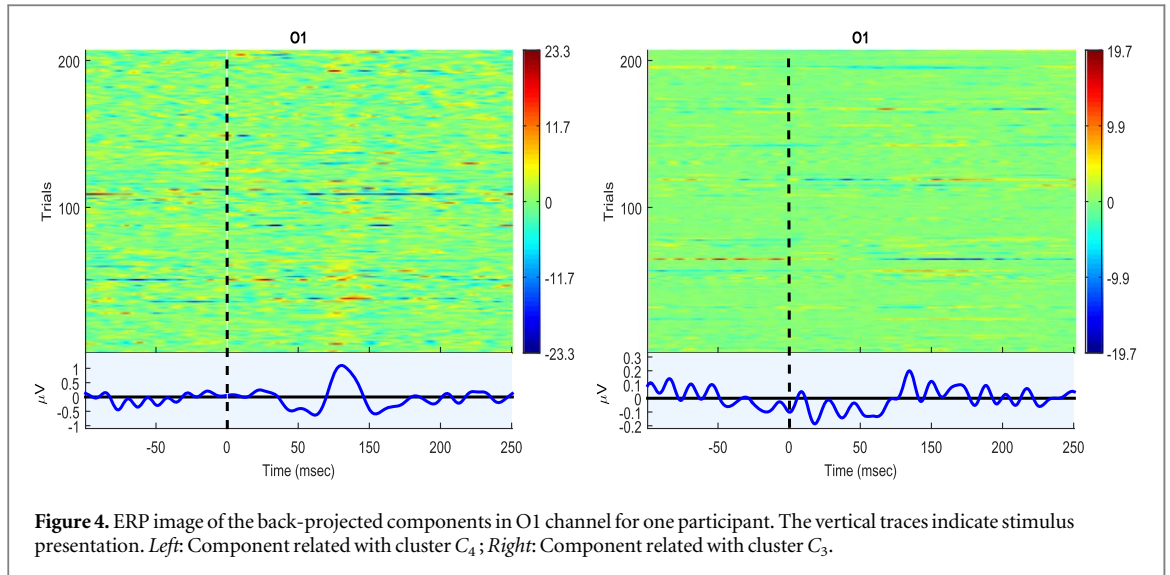 O1
200
100
Trials
23.3
11.7
0
-11.7
-23.3
1
0.5
0
-0.5
-1
μV
-50 0 50 150 200 250
Time (msec)
O1
200
100
Trials
19.7
9.9
0
-9.9
-19.7
0.3
0.2
0.1
0
-0.1
-0.2
μV
-50 0 50 150 200 250
Time (msec)
Figure 4. ERP image of the back-projected components in O1 channel for one participant. The vertical traces indicate stimulus
presentation. Left: Component related with cluster C₄; Right: Component related with cluster C₃.